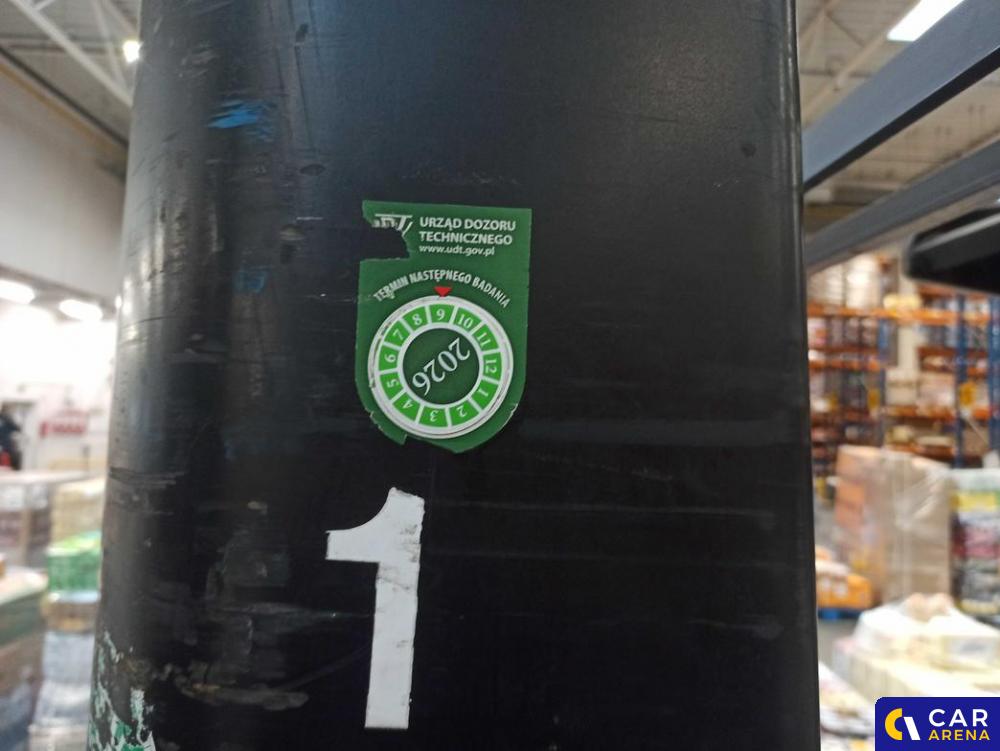 UDT
URZĄD DOZORU
TECHNICZNEGO
www.udt.gov.pl
TERMIN NASTĘPNEGO BADANIA
1 2 3 4 5 6 7 8 9 10 11 12
2026
1
CAR
ARENA